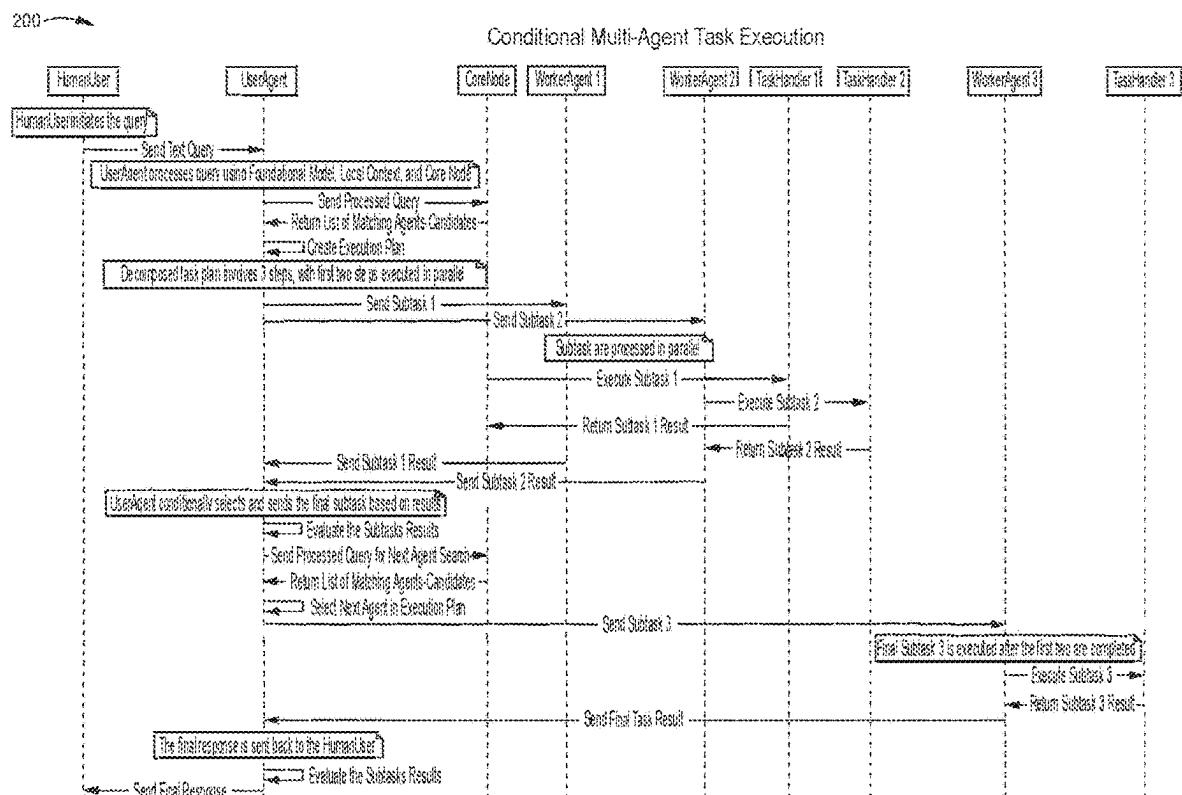 200
Conditional Multi-Agent Task Execution
HumanUser UserAgent CoreNode WorkerAgent 1 WorkerAgent 2 TaskHandler 1 TaskHandler 2 WorkerAgent 3 TaskHandler 3
HumanUser initiates the query
Send Text Query
UserAgent processes query using Foundational Model, Local Context, and Core Node
Send Processed Query
Return List of Matching Agents-Candidates
Create Execution Plan
Decomposed task plan involves 3 steps, with first two steps executed in parallel
Send Subtask 1
Send Subtask 2
Subtask are processed in parallel
Execute Subtask 1
Execute Subtask 2
Return Subtask 1 Result
Return Subtask 2 Result
Send Subtask 1 Result
Send Subtask 2 Result
UserAgent conditionally selects and sends the final subtask based on results
Evaluate the Subtasks Results
Send Processed Query for Next Agent Search
Return List of Matching Agents-Candidates
Select Next Agent in Execution Plan
Send Subtask 3
Final Subtask 3 is executed after the first two are completed
Execute Subtask 3
Return Subtask 3 Result
Send Final Task Result
The final response is sent back to the HumanUser
Evaluate the Subtasks Results
Send Final Response